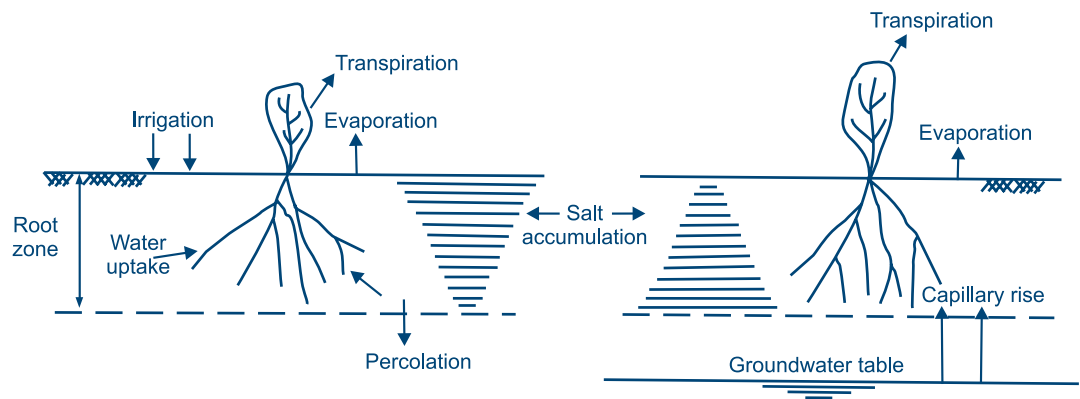 Transpiration
Irrigation
Evaporation
Root
zone
Water
uptake
Percolation
Salt
accumulation
Transpiration
Evaporation
Capillary rise
Groundwater table